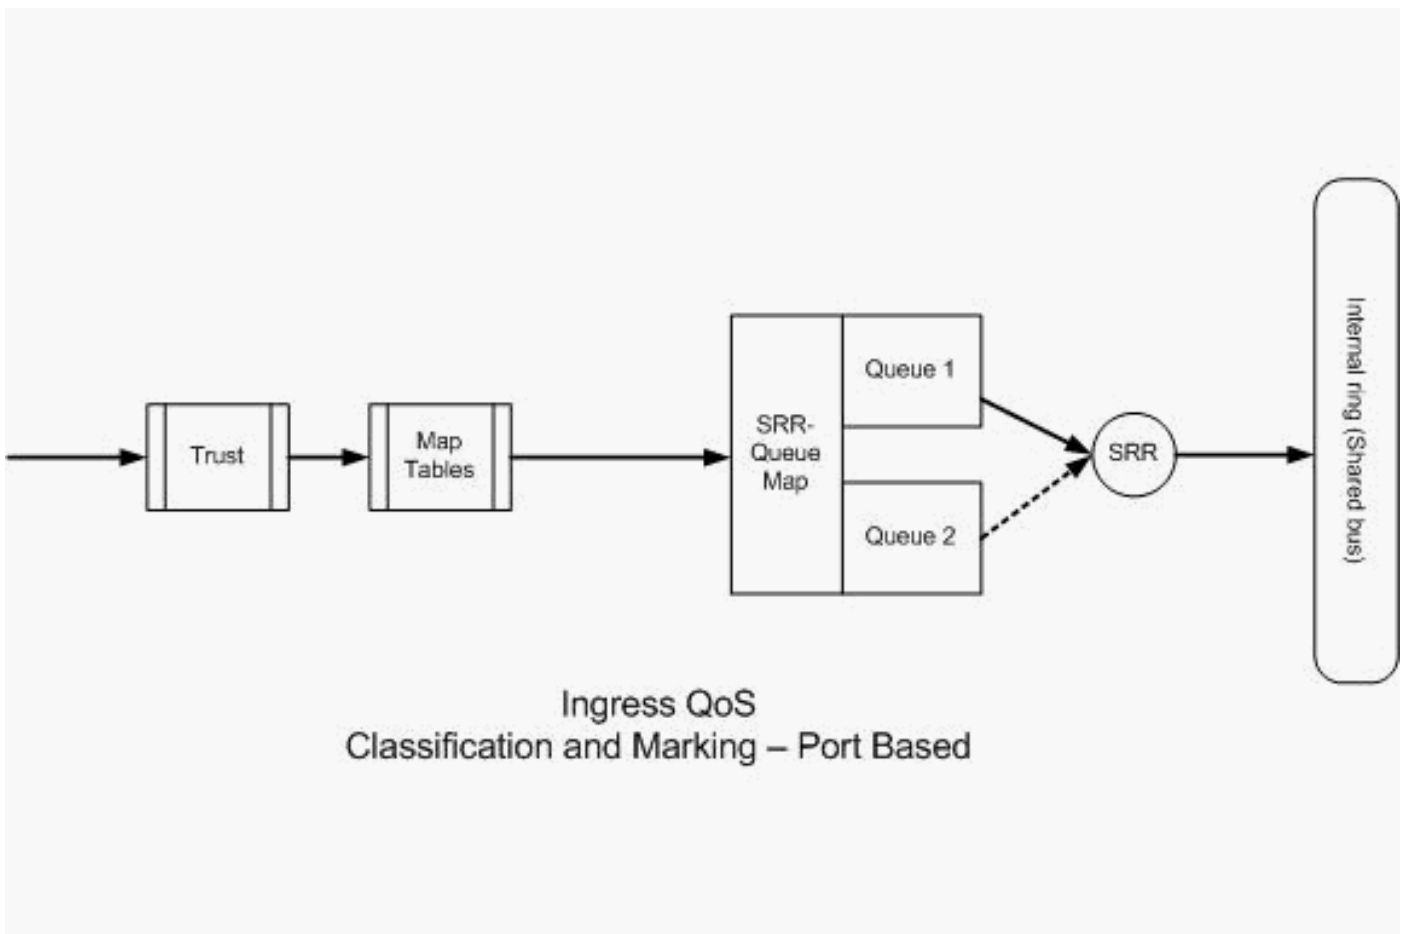 Trust
Map
Tables
SRR-
Queue
Map
Queue 1
Queue 2
SRR
Internal ring (Shared bus)
Ingress QoS
Classification and Marking – Port Based